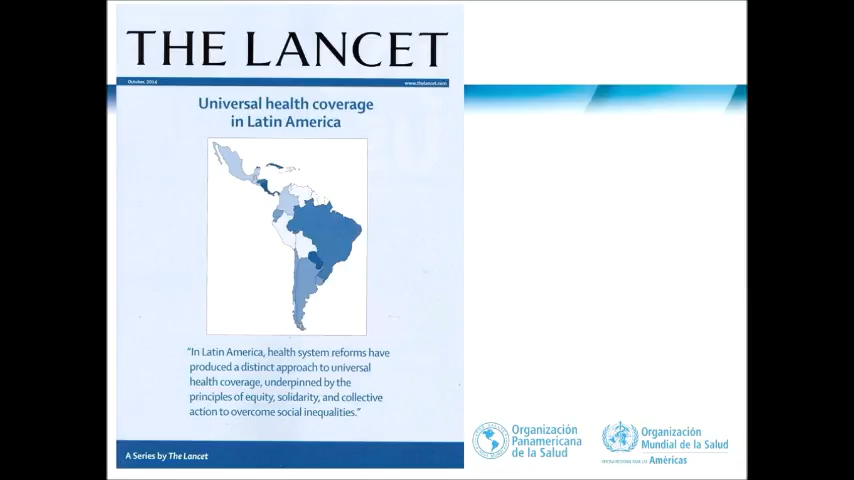 THE LANCET
October, 2014
www.thelancet.com
Universal health coverage
in Latin America
“In Latin America, health system reforms have
produced a distinct approach to universal
health coverage, underpinned by the
principles of equity, solidarity, and collective
action to overcome social inequalities.”
A Series by The Lancet
Organización
Panamericana
de la Salud
Organización
Mundial de la Salud
Américas